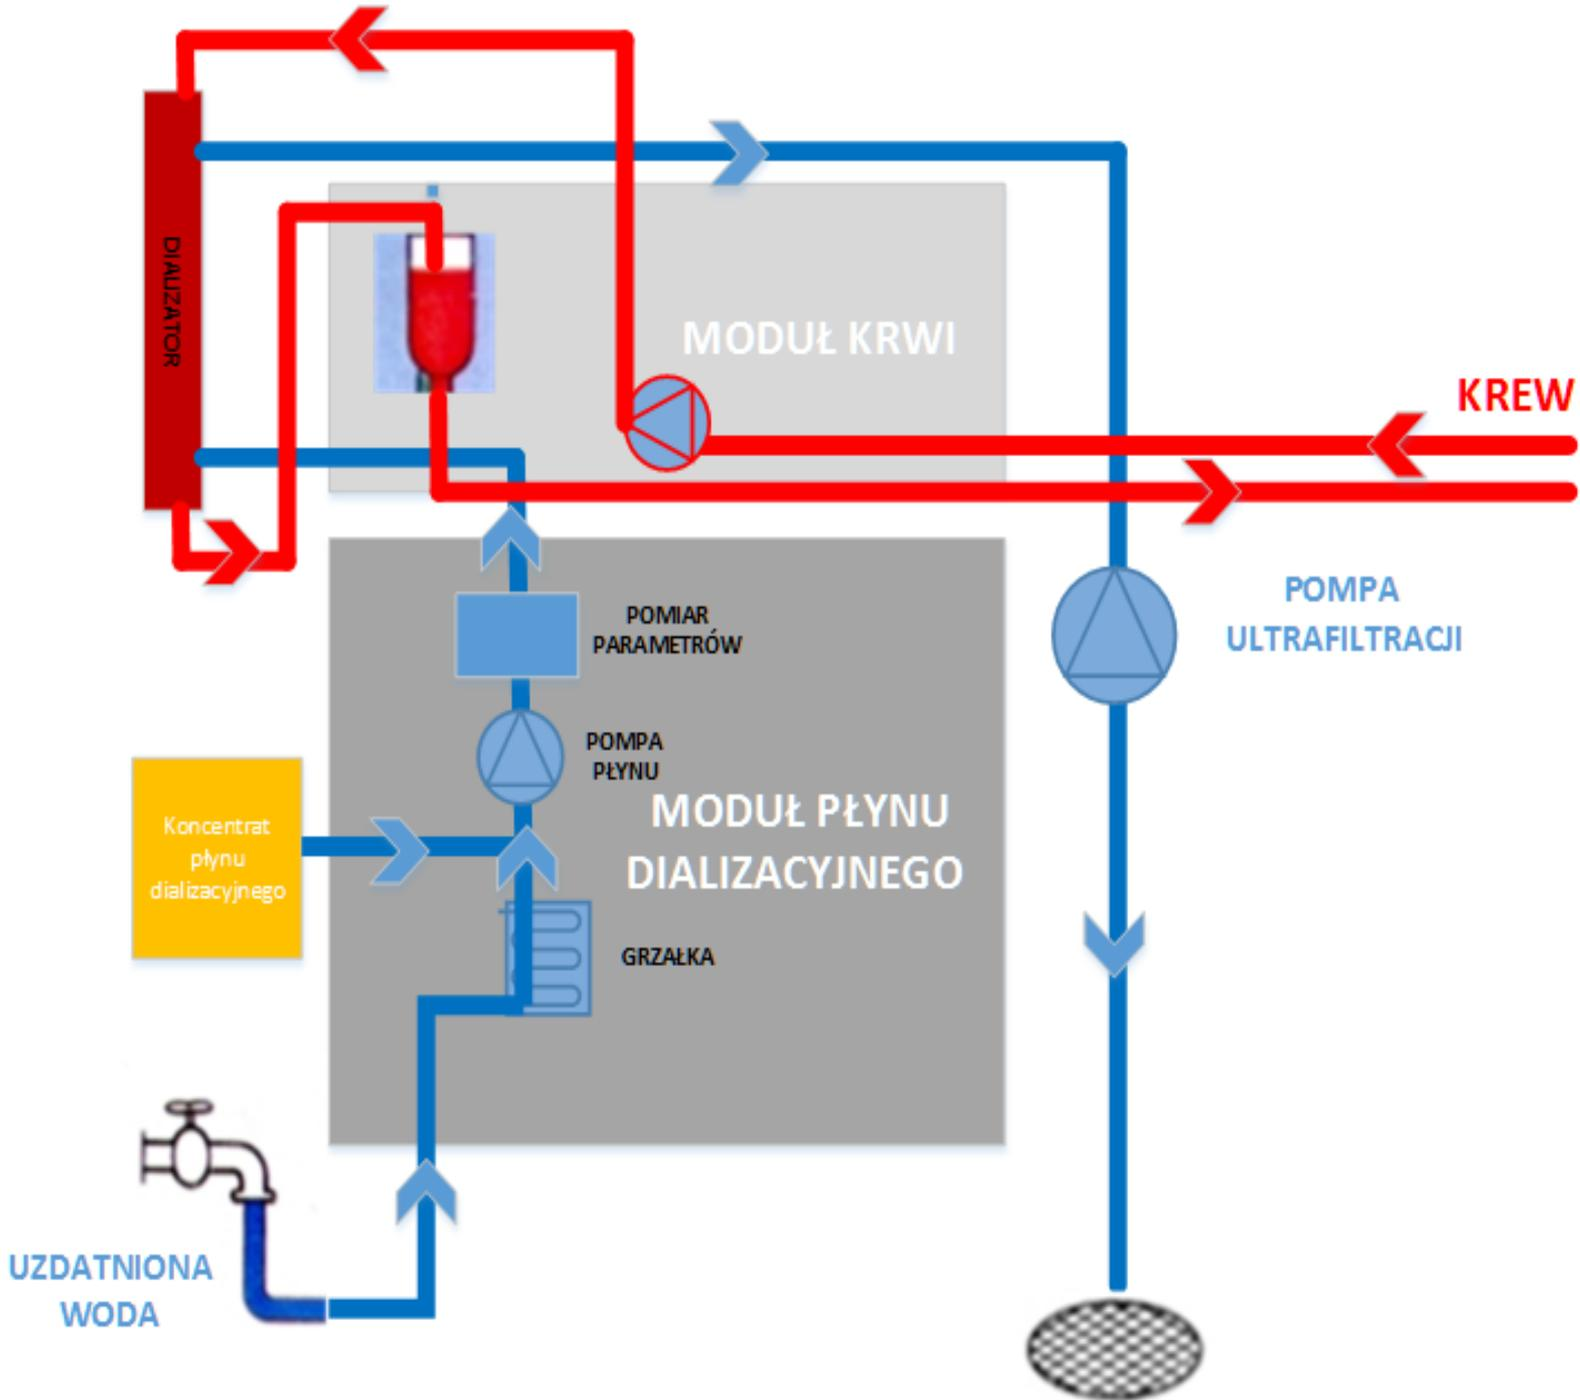 DIALIZATOR
MODUŁ KRWI
KREW
POMPA
ULTRAFILTRACJI
POMIAR
PARAMETRÓW
POMPA
PŁYNU
MODUŁ PŁYNU
DIALIZACYJNEGO
Koncentrat
płynu
dializacyjnego
GRZAŁKA
UZDATNIONA
WODA